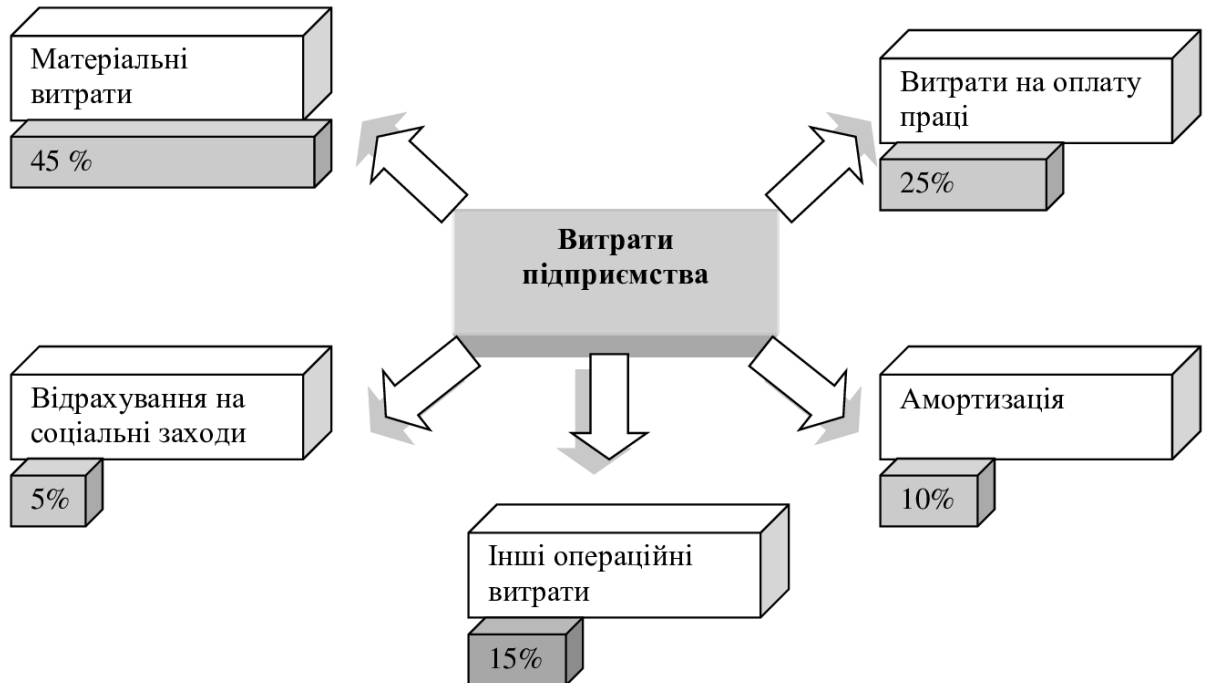 Матеріальні
витрати
45 %
Витрати на оплату
праці
25%
Витрати
підприємства
Відрахування на
соціальні заходи
5%
Амортизація
10%
Інші операційні
витрати
15%